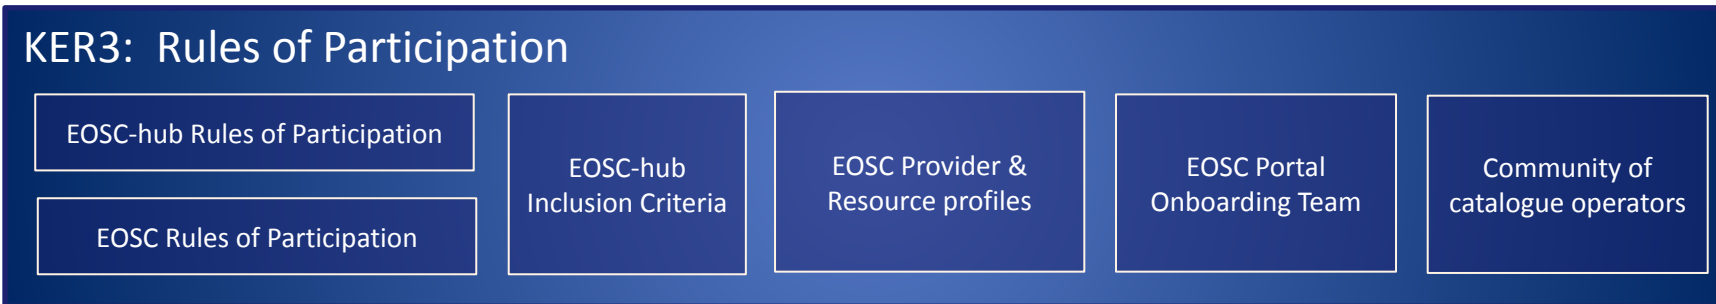 KER3: Rules of Participation
EOSC-hub Rules of Participation
EOSC Rules of Participation
EOSC-hub
Inclusion Criteria
EOSC Provider &
Resource profiles
EOSC Portal
Onboarding Team
Community of
catalogue operators